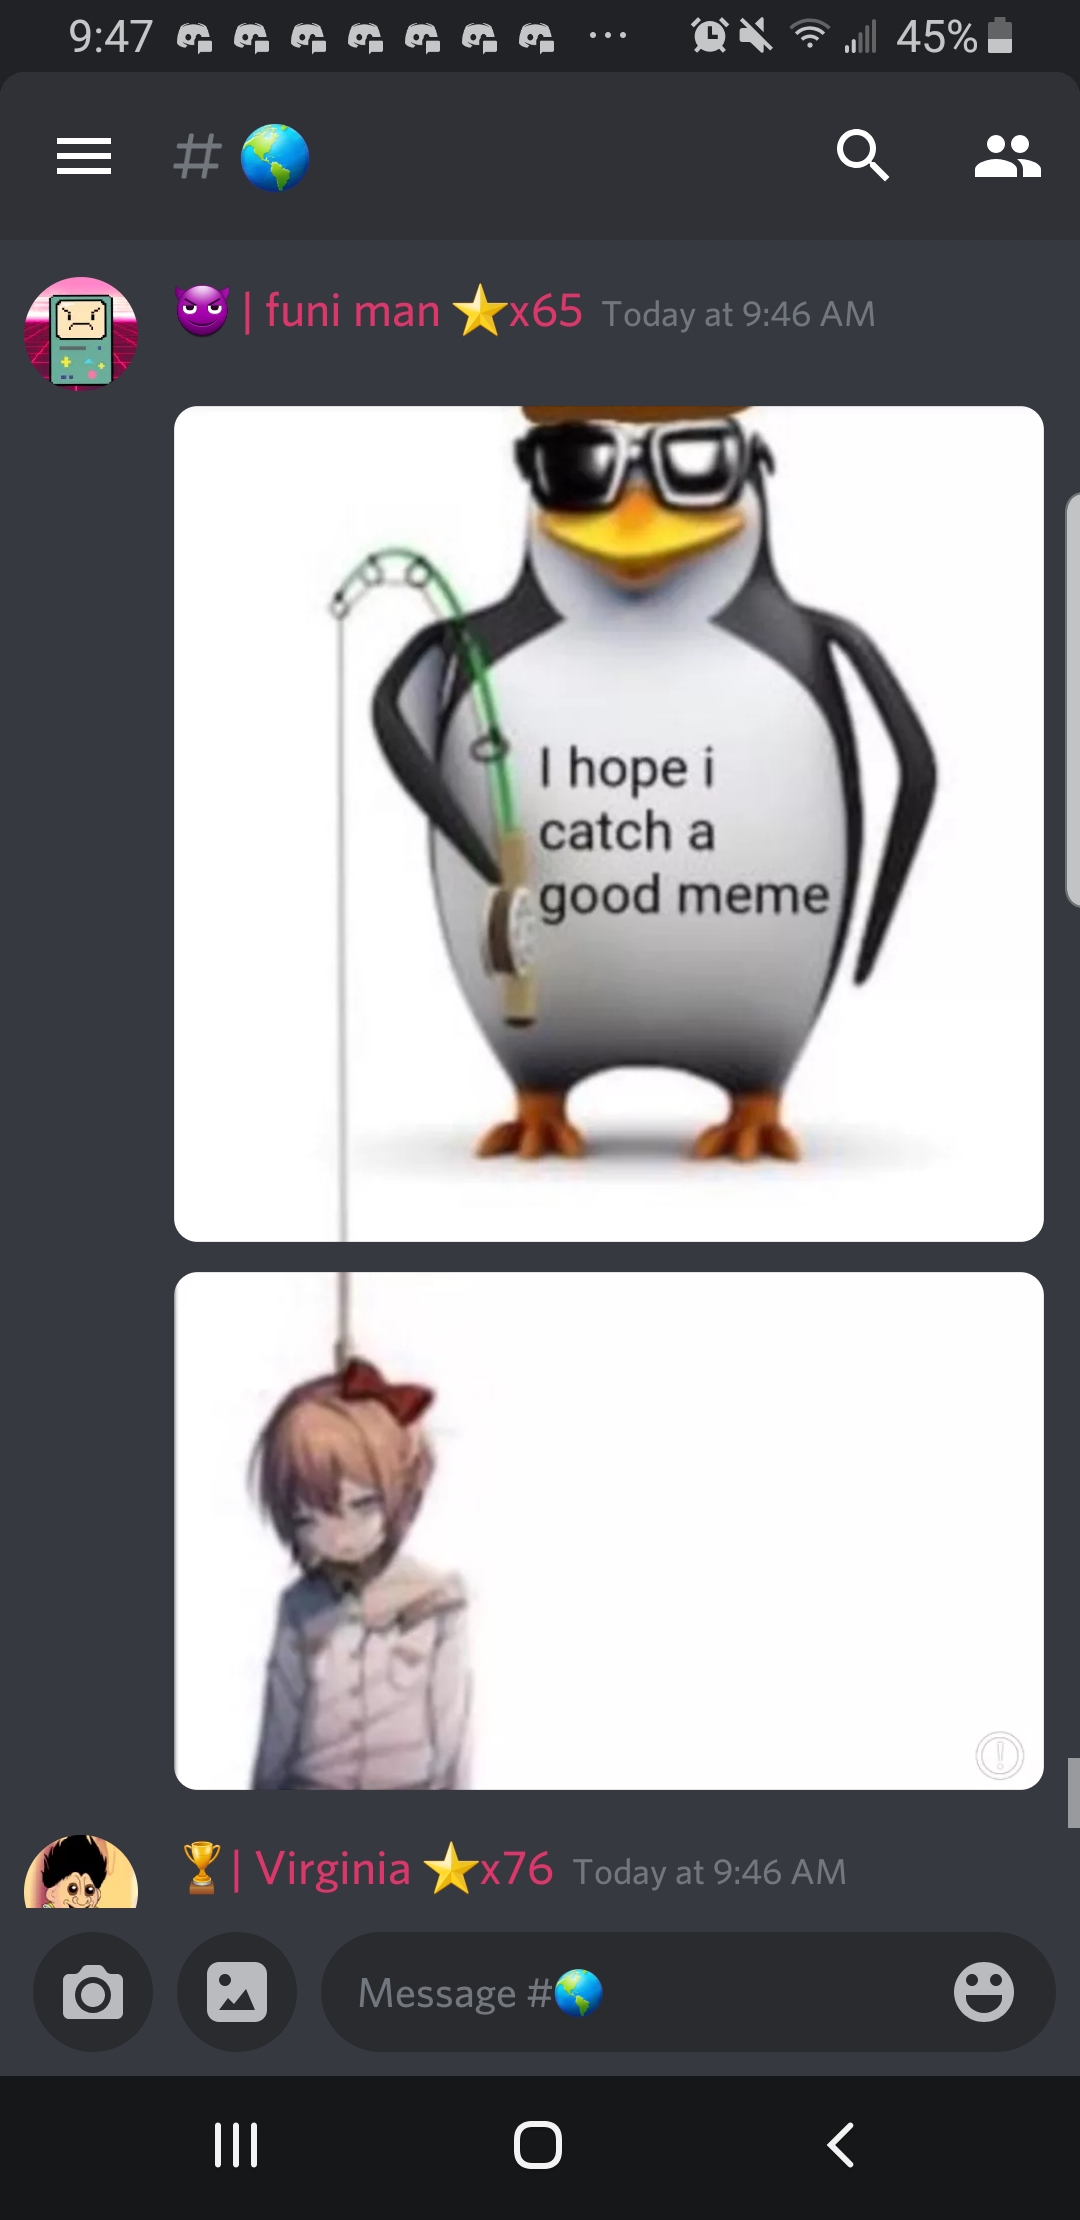 9:47 ... 45%
# 🌎
😈 | funi man ⭐x65 Today at 9:46 AM
I hope i
catch a
good meme
🏆 | Virginia ⭐x76 Today at 9:46 AM
Message #🌎